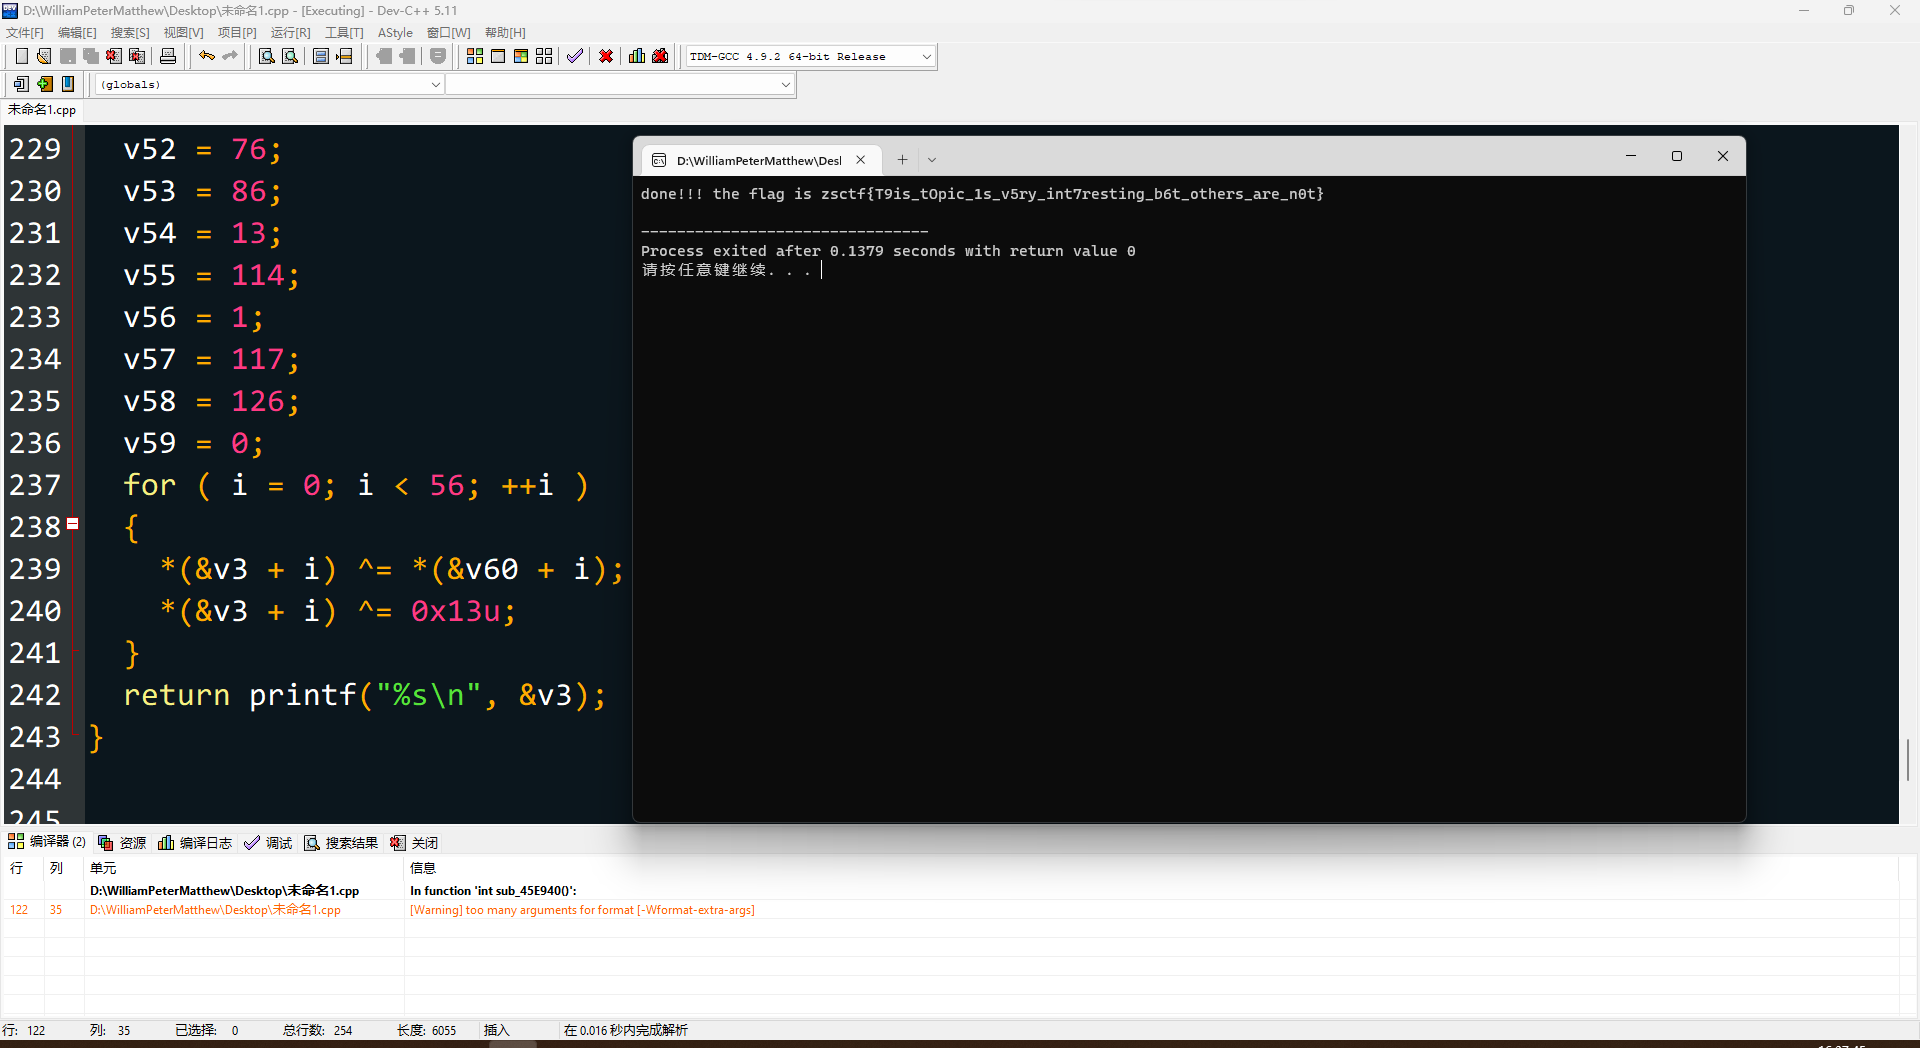 D:\WilliamPeterMatthew\Desktop\未命名1.cpp - [Executing] - Dev-C++ 5.11
文件[F] 编辑[E] 搜索[S] 视图[V] 项目[P] 运行[R] 工具[T] AStyle 窗口[W] 帮助[H]
TDM-GCC 4.9.2 64-bit Release
(globals)
未命名1.cpp
229 v52 = 76;
230 v53 = 86;
231 v54 = 13;
232 v55 = 114;
233 v56 = 1;
234 v57 = 117;
235 v58 = 126;
236 v59 = 0;
237 for ( i = 0; i < 56; ++i )
238 {
239 *(&v3 + i) ^= *(&v60 + i);
240 *(&v3 + i) ^= 0x13u;
241 }
242 return printf("%s\n", &v3);
243 }
244
245
D:\WilliamPeterMatthew\Desl
done!!! the flag is zsctf{T9is_tOpic_1s_v5ry_int7resting_b6t_others_are_n0t}
--------------------------------
Process exited after 0.1379 seconds with return value 0
请按任意键继续. . .
编译器 (2) 资源 编译日志 调试 搜索结果 关闭
行 列 单元 信息
D:\WilliamPeterMatthew\Desktop\未命名1.cpp In function 'int sub_45E940()':
122 35 D:\WilliamPeterMatthew\Desktop\未命名1.cpp [Warning] too many arguments for format [-Wformat-extra-args]
行: 122 列: 35 已选择: 0 总行数: 254 长度: 6055 插入 在 0.016 秒内完成解析